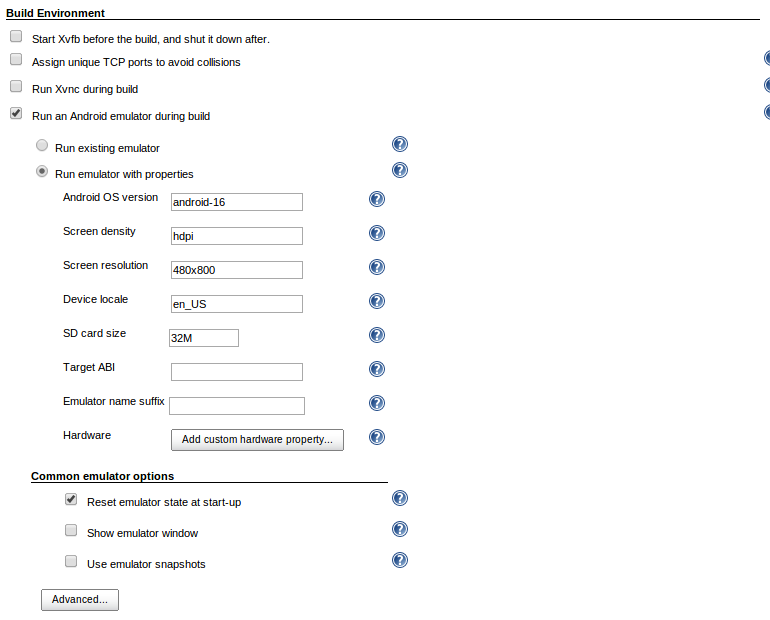 Build Environment
Start Xvfb before the build, and shut it down after.
Assign unique TCP ports to avoid collisions
Run Xvnc during build
Run an Android emulator during build
Run existing emulator ?
Run emulator with properties ?
Android OS version android-16 ?
Screen density hdpi ?
Screen resolution 480x800 ?
Device locale en_US ?
SD card size 32M ?
Target ABI ?
Emulator name suffix ?
Hardware Add custom hardware property... ?
Common emulator options
Reset emulator state at start-up ?
Show emulator window ?
Use emulator snapshots ?
Advanced...